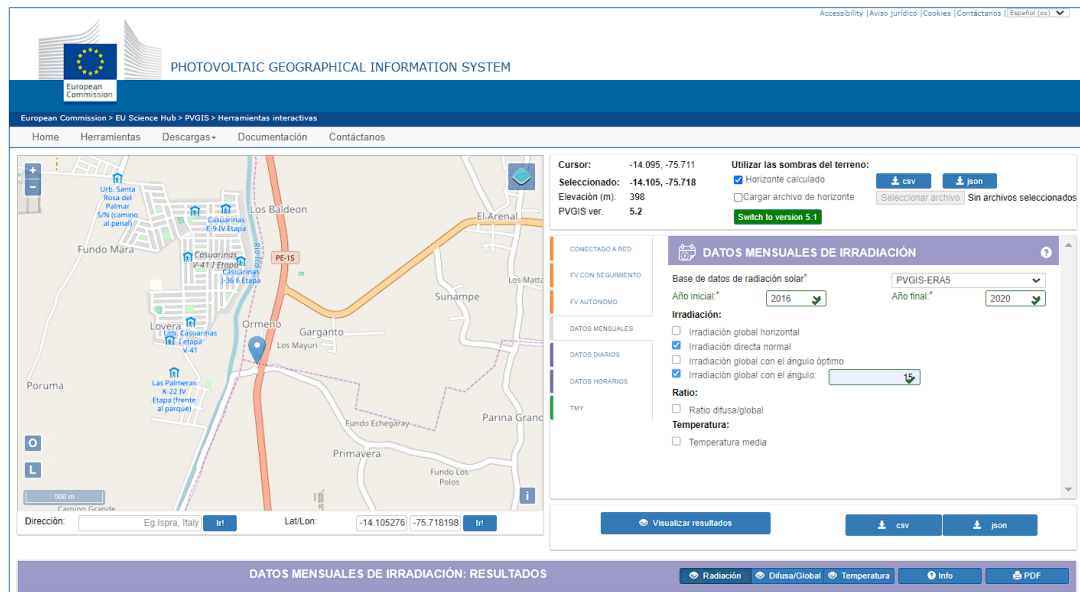 Accessibility |Aviso jurídico |Cookies |Contáctanos | Español (es)
European
Commission
PHOTOVOLTAIC GEOGRAPHICAL INFORMATION SYSTEM
European Commission > EU Science Hub > PVGIS > Herramientas interactivas
Home Herramientas Descargas Documentación Contáctanos
+
−
Urb. Santa
Rosa del
Palmar
S/N (camino
al penal)
Casuarinas
E-9 IV Etapa
Los Baldeon
El Arenal
Fundo Mara
Casuarinas
V-41 I Etapa
Casuarinas
J-36 6 Etapa
PE-1S
Río Ica
Los Matta
Sunampe
Lovera
Urb. Casuarinas
I etapa
V-41
Ormeno
Garganto
Los Mayuri
Las Palmeras
K-22 IV
Etapa (frente
al parque)
Poruma
Fundo Echegaray
Parina Grand
Primavera
Fundo Los
Polos
O
L
500 m
Camino Grande
i
Dirección: Eg.Ispra, Italy Ir! Lat/Lon: -14.105276 -75.718198 Ir!
Cursor: -14.095, -75.711
Seleccionado: -14.105, -75.718
Elevación (m): 398
PVGIS ver. 5.2
Utilizar las sombras del terreno:
Horizonte calculado csv json
Cargar archivo de horizonte Seleccionar archivo Sin archivos seleccionados
Switch to version 5.1
CONECTADO A RED
FV CON SEGUIMIENTO
FV AUTÓNOMO
DATOS MENSUALES
DATOS DIARIOS
DATOS HORARIOS
TMY
DATOS MENSUALES DE IRRADIACIÓN ?
Base de datos de radiación solar* PVGIS-ERA5
Año inicial:* 2016 Año final:* 2020
Irradiación:
Irradiación global horizontal
Irradiación directa normal
Irradiación global con el ángulo óptimo
Irradiación global con el ángulo: 15
Ratio:
Ratio difusa/global
Temperatura:
Temperatura media
Visualizar resultados csv json
DATOS MENSUALES DE IRRADIACIÓN: RESULTADOS Radiación Difusa/Global Temperatura Info PDF